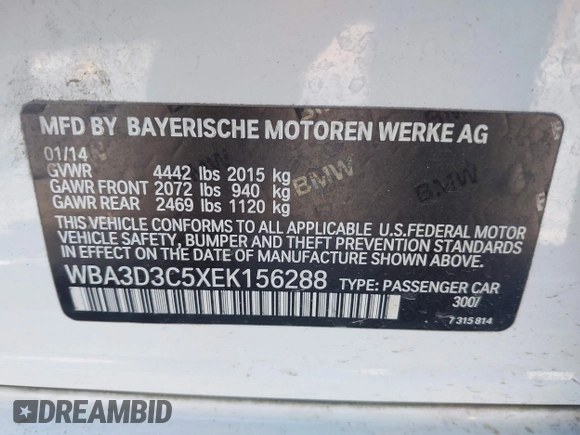 MFD BY BAYERISCHE MOTOREN WERKE AG
01/14
GVWR 4442 lbs 2015 kg
GAWR FRONT 2072 lbs 940 kg
GAWR REAR 2469 lbs 1120 kg
THIS VEHICLE CONFORMS TO ALL APPLICABLE U.S.FEDERAL MOTOR
VEHICLE SAFETY, BUMPER AND THEFT PREVENTION STANDARDS
IN EFFECT ON THE DATE OF MANUFACTURE SHOWN ABOVE.
WBA3D3C5XEK156288 TYPE: PASSENGER CAR
300/
7 315 814
BMW
BMW
BMW
DREAMBID